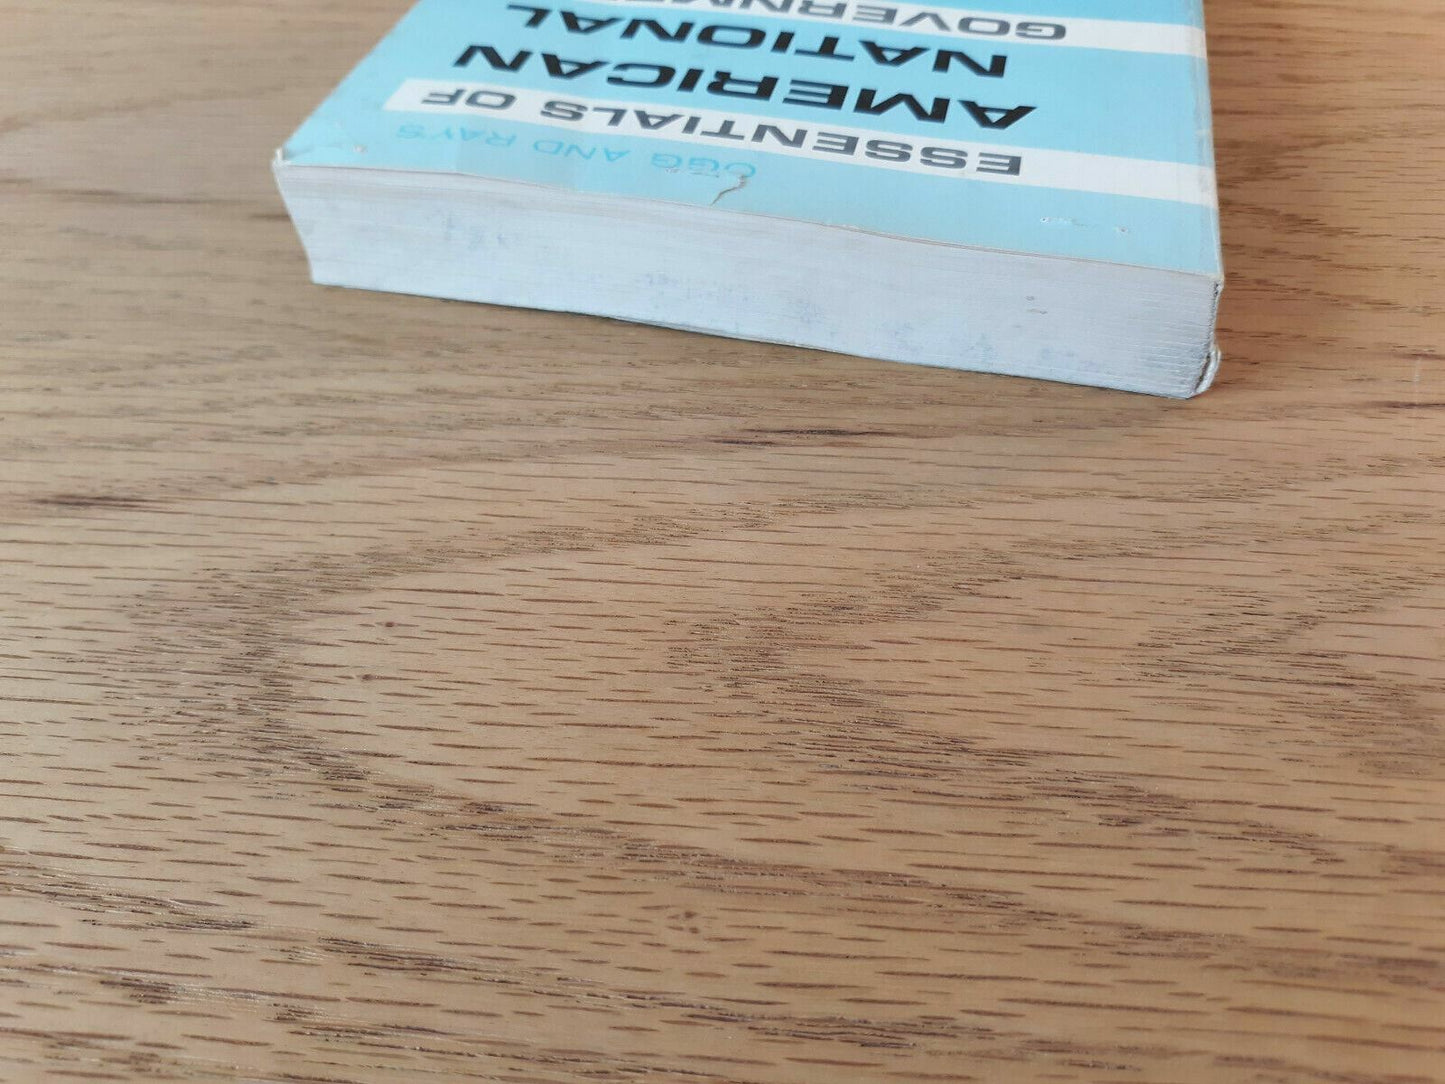 OGG AND RAY'S
ESSENTIALS OF
AMERICAN
NATIONAL